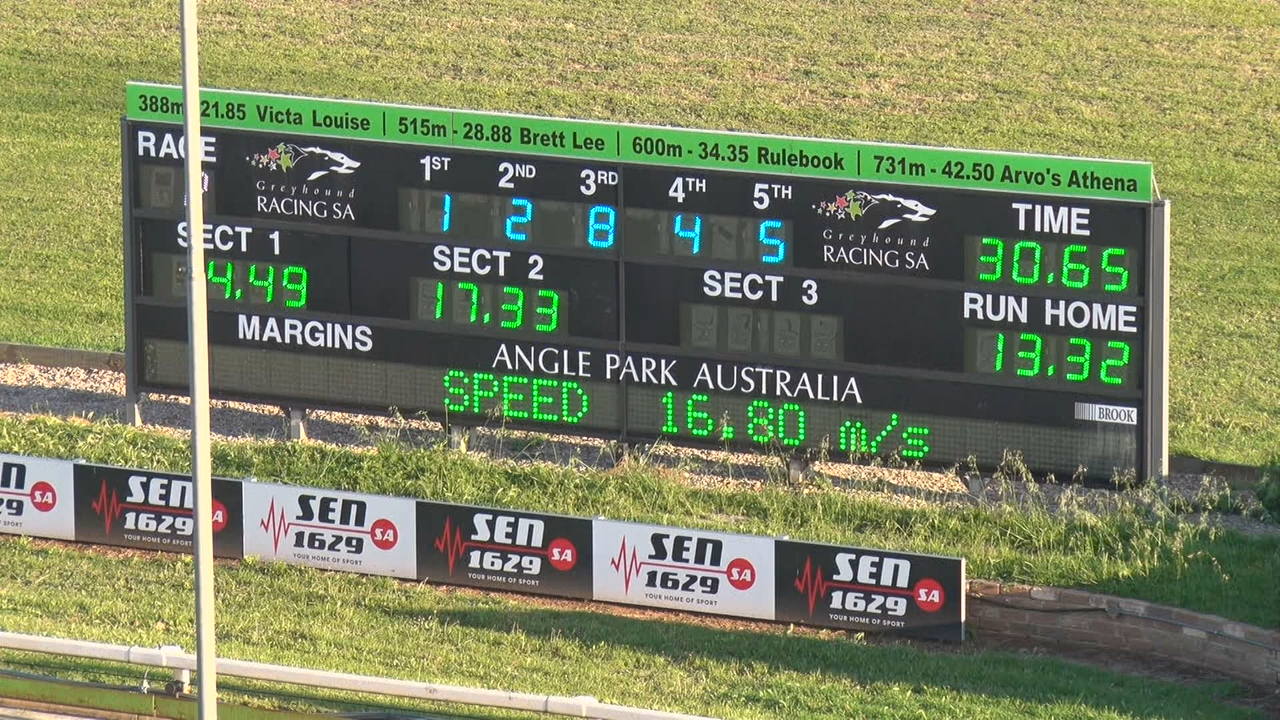 388m 21.85 Victa Louise | 515m - 28.88 Brett Lee | 600m - 34.35 Rulebook | 731m - 42.50 Arvo's Athena
RACE
Greyhound
RACING SA
1ST 2ND 3RD 4TH 5TH
1 2 8 4 5
Greyhound
RACING SA
TIME
30.65
SECT 1
4.49
SECT 2
17.33
SECT 3
RUN HOME
13.32
MARGINS
ANGLE PARK AUSTRALIA
SPEED 16.80 m/s
BROOK
N
29 SA
SPORT
SEN
1629 SA
YOUR HOME OF
SEN
1629 SA
YOUR HOME OF SPORT
SEN
1629 SA
YOUR HOME OF SPORT
SEN
1629 SA
YOUR HOME OF SPORT
SEN
1629 SA
YOUR HOME OF SPORT